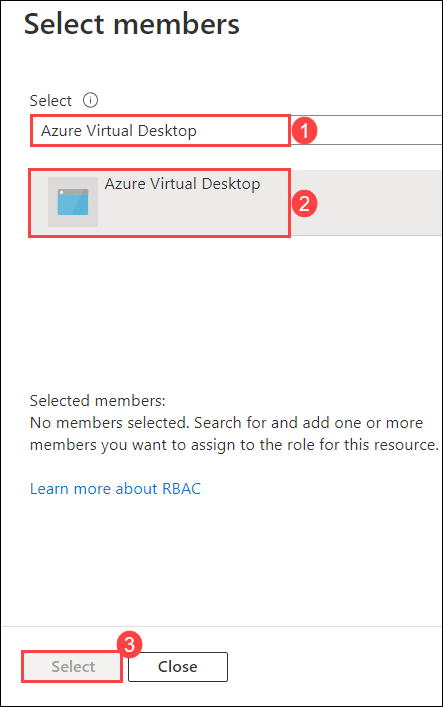 Select members
Select
Azure Virtual Desktop
1
Azure Virtual Desktop
2
Selected members:
No members selected. Search for and add one or more
members you want to assign to the role for this resource.
Learn more about RBAC
3
Select
Close